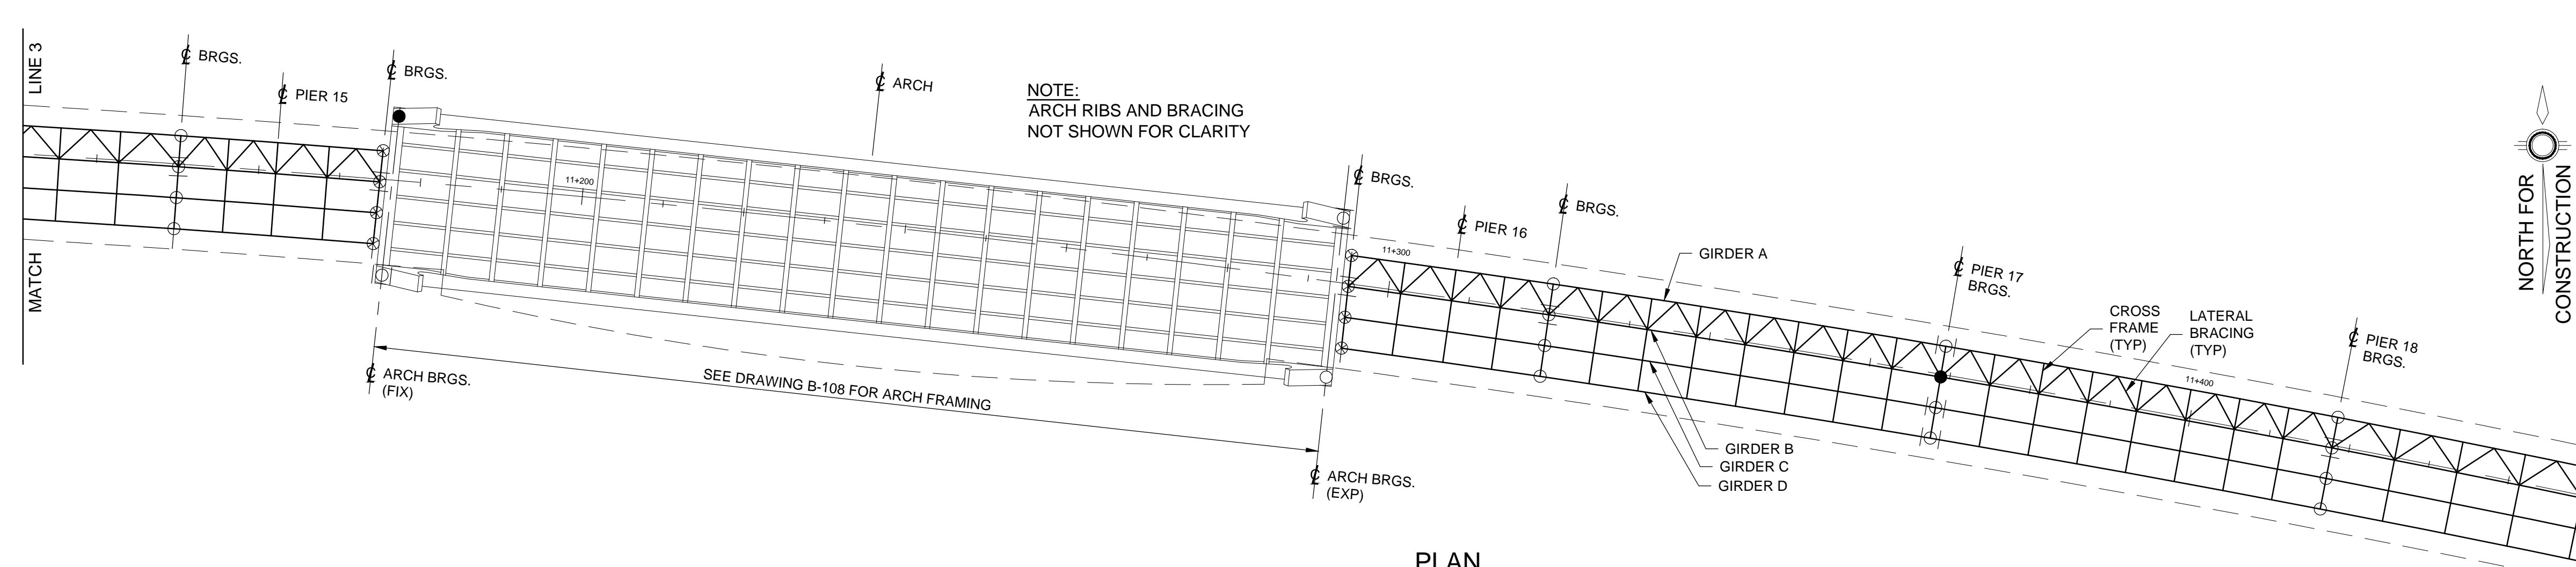 LINE 3
MATCH
℄ BRGS.
℄ PIER 15
℄ BRGS.
℄ ARCH
NOTE:
ARCH RIBS AND BRACING
NOT SHOWN FOR CLARITY
11+200
℄ BRGS.
℄ PIER 16
℄ BRGS.
11+300
GIRDER A
℄ PIER 17
BRGS.
CROSS
FRAME
(TYP)
LATERAL
BRACING
(TYP)
℄ PIER 18
BRGS.
11+400
NORTH FOR
CONSTRUCTION
℄ ARCH BRGS.
(FIX)
SEE DRAWING B-108 FOR ARCH FRAMING
℄ ARCH BRGS.
(EXP)
GIRDER B
GIRDER C
GIRDER D
PLAN